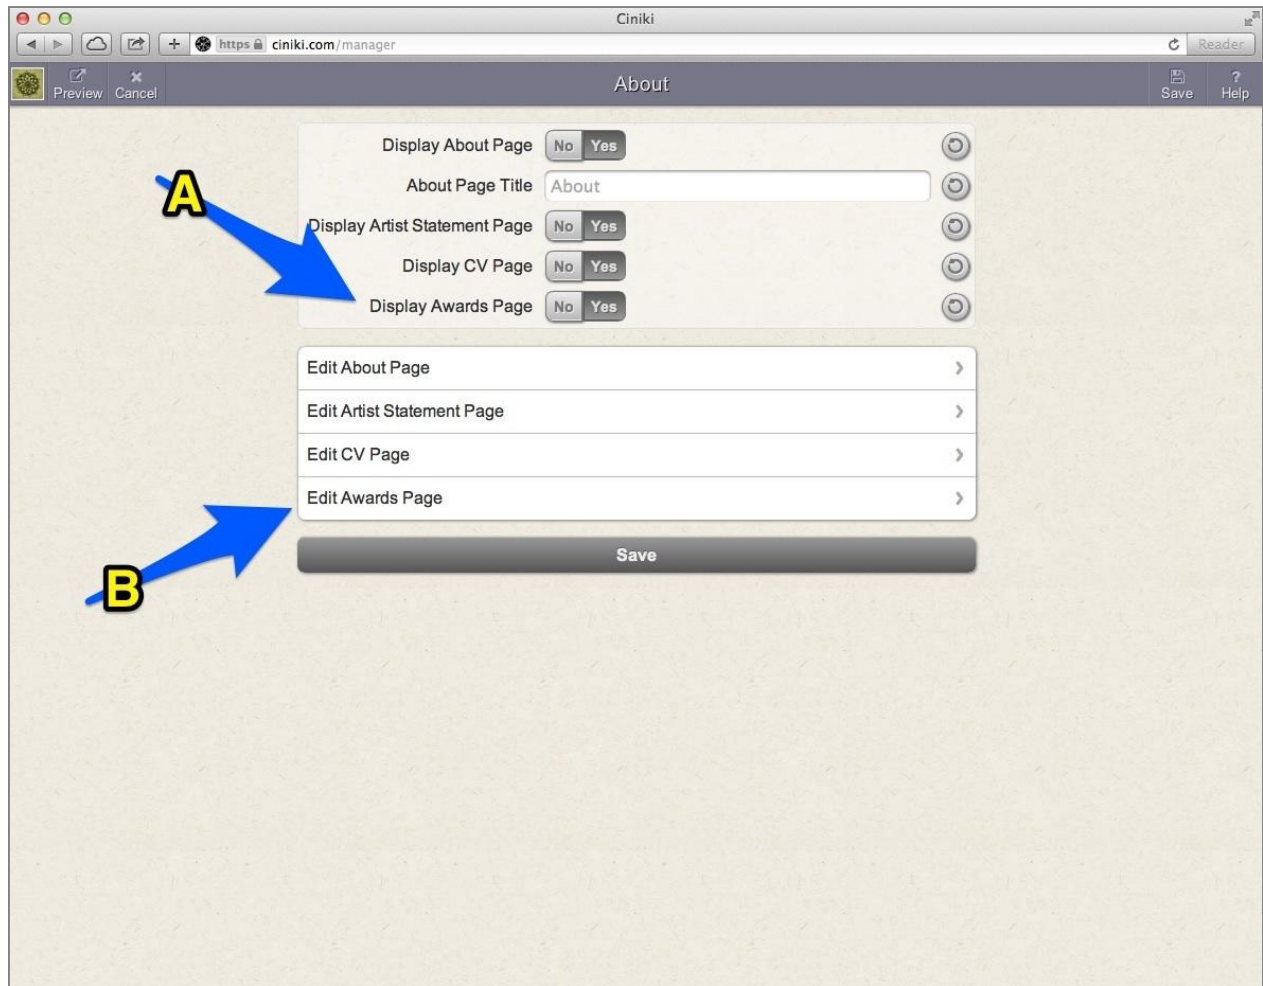 Ciniki
https ciniki.com/manager
Reader
Preview Cancel
About
Save
? Help
Display About Page No Yes
About Page Title About
Display Artist Statement Page No Yes
Display CV Page No Yes
Display Awards Page No Yes
A
Edit About Page
Edit Artist Statement Page
Edit CV Page
Edit Awards Page
B
Save